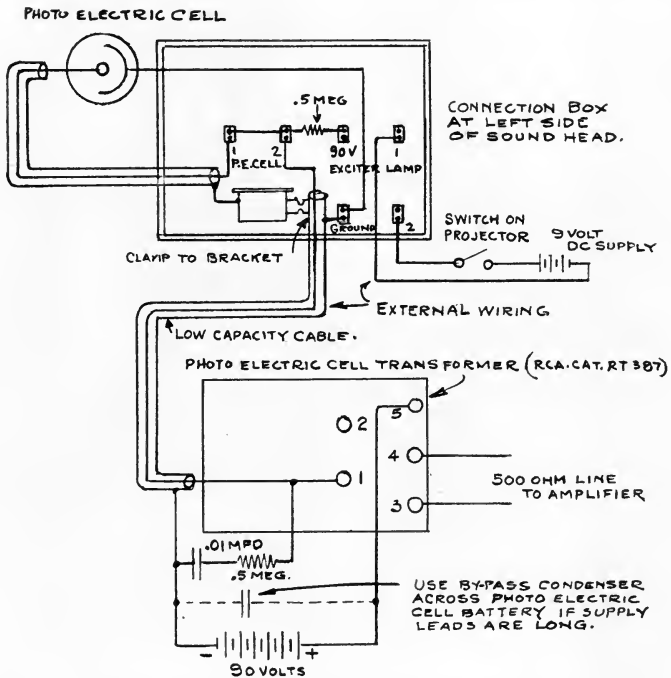 PHOTO ELECTRIC CELL
.5 MEG
CONNECTION BOX
AT LEFT SIDE
OF SOUND HEAD.
1
2
90V
1
P.E.CELL.
EXCITER LAMP
GROUND
2
SWITCH ON
PROJECTOR
9 VOLT
DC SUPPLY
CLAMP TO BRACKET
EXTERNAL WIRING
LOW CAPACITY CABLE.
PHOTO ELECTRIC CELL TRANSFORMER (RCA.CAT.RT 387)
5
2
4
1
500 OHM LINE
TO AMPLIFIER
3
.01 MFD
.5 MEG.
USE BY-PASS CONDENSER
ACROSS PHOTO ELECTRIC
CELL BATTERY IF SUPPLY
LEADS ARE LONG.
- +
90 VOLTS